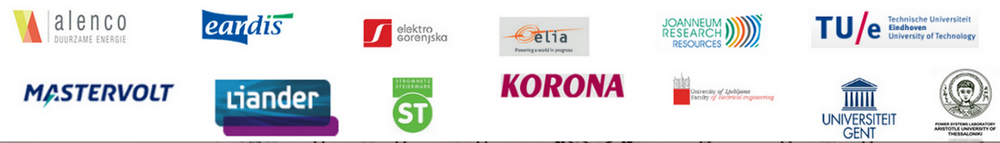 alenco
DUURZAME ENERGIE
eandis
elektro
gorenjska
elia
Powering a world in progress
JOANNEUM
RESEARCH
RESOURCES
TU/e
Technische Universiteit
Eindhoven
University of Technology
MASTERVOLT
Liander
STROMNETZ
STEIERMARK
ST
KORONA
University of Ljubljana
Faculty of electrical engineering
UNIVERSITEIT
GENT
POWER SYSTEMS LABORATORY
ARISTOTLE UNIVERSITY OF
THESSALONIKI